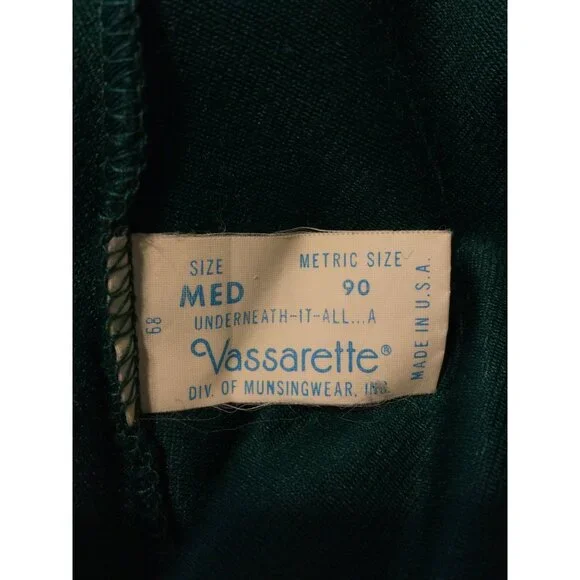 SIZE METRIC SIZE
MED 90
UNDERNEATH-IT-ALL...A
Vassarette®
DIV. OF MUNSINGWEAR, INC.
68
MADE IN U.S.A.